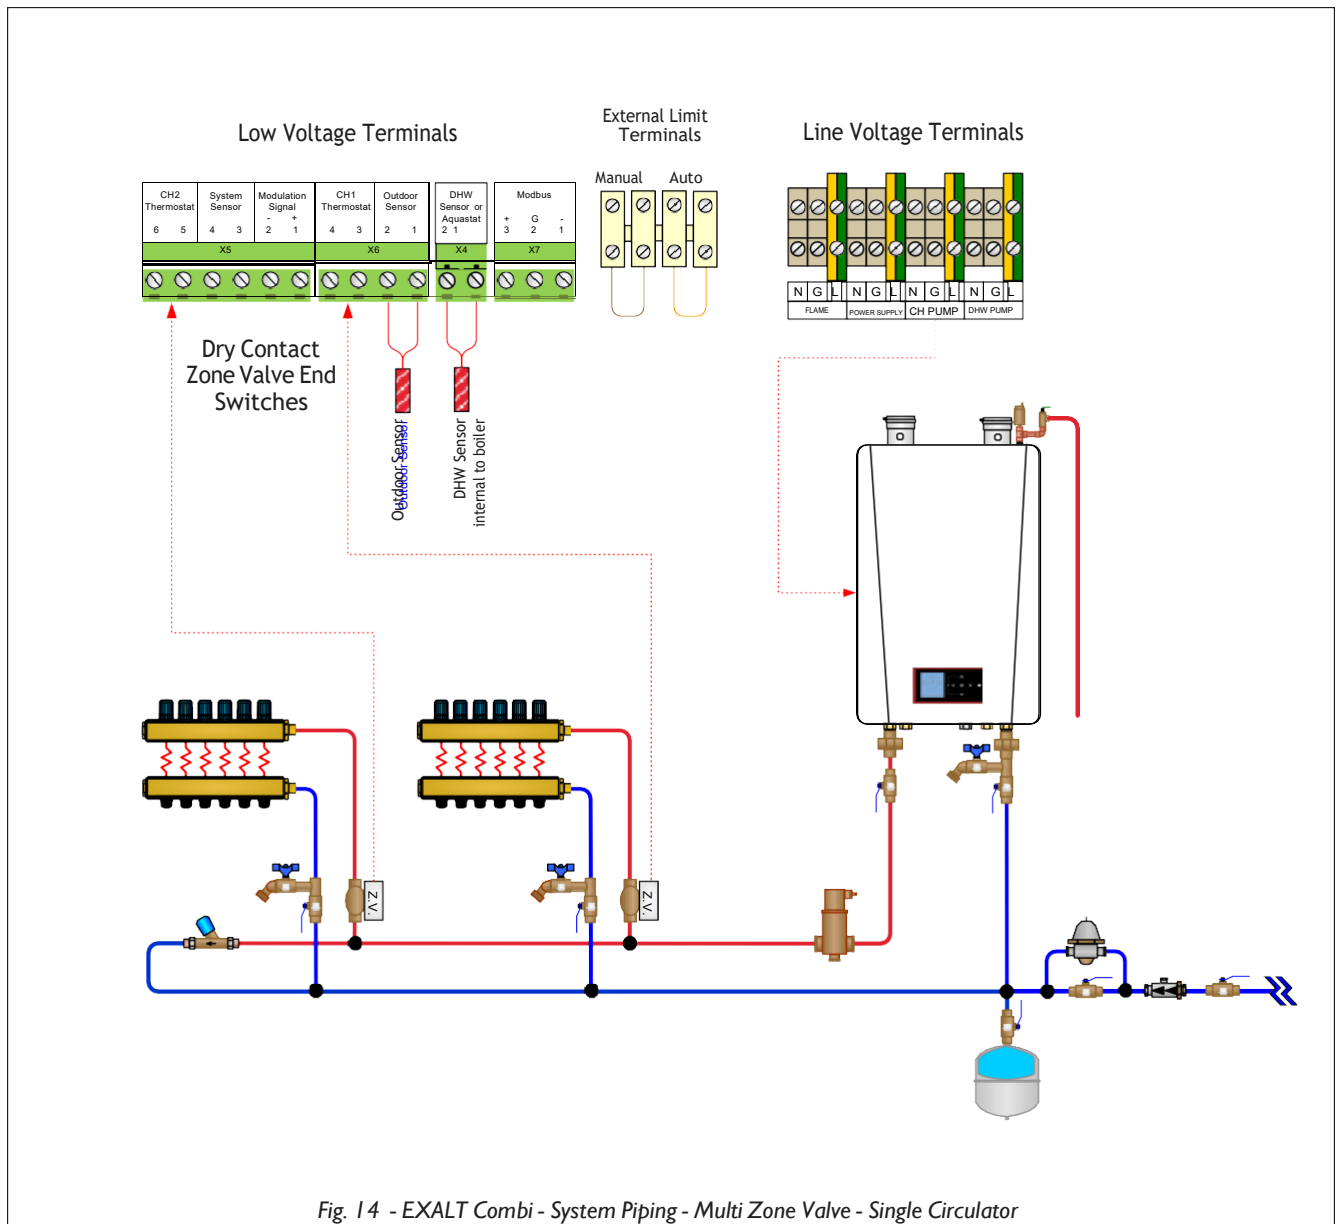 External Limit
Terminals
Low Voltage Terminals
Line Voltage Terminals
Manual Auto
CH2 System Modulation CH1 Outdoor DHW Modbus
Thermostat Sensor Signal Thermostat Sensor Sensor or
Aquastat
- + + G -
6 5 4 3 2 1 4 3 2 1 2 1 3 2 1
X5 X6 X4 X7
N G L N G L N G L N G L
FLAME POWER SUPPLY CH PUMP DHW PUMP
Dry Contact
Zone Valve End
Switches
Outdoor Sensor
Outdoor Sensor
DHW Sensor
internal to boiler
Z.V.
Z.V.
Fig. 14 - EXALT Combi - System Piping - Multi Zone Valve - Single Circulator